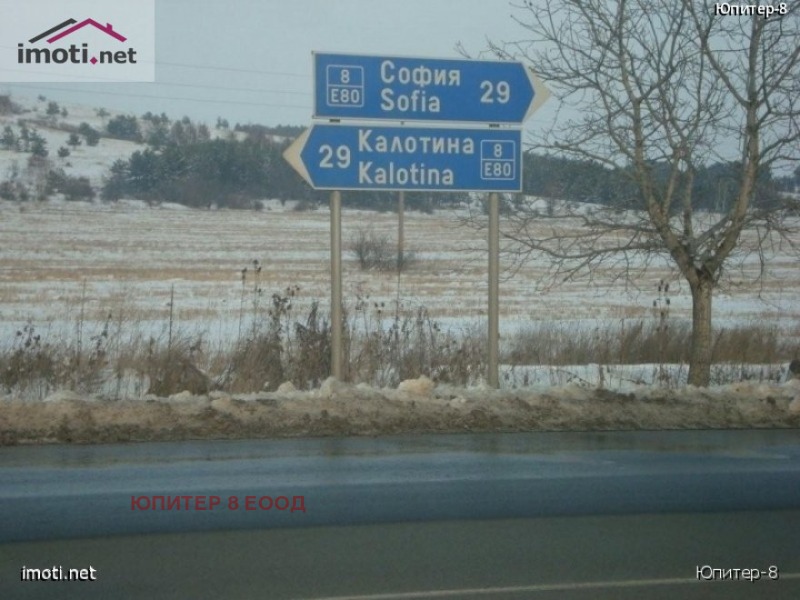 Юпитер-8
imoti.net
8 София 29
E80 Sofia
29 Калотина 8
Kalotina E80
ЮПИТЕР 8 ЕООД
imoti.net
Юпитер-8